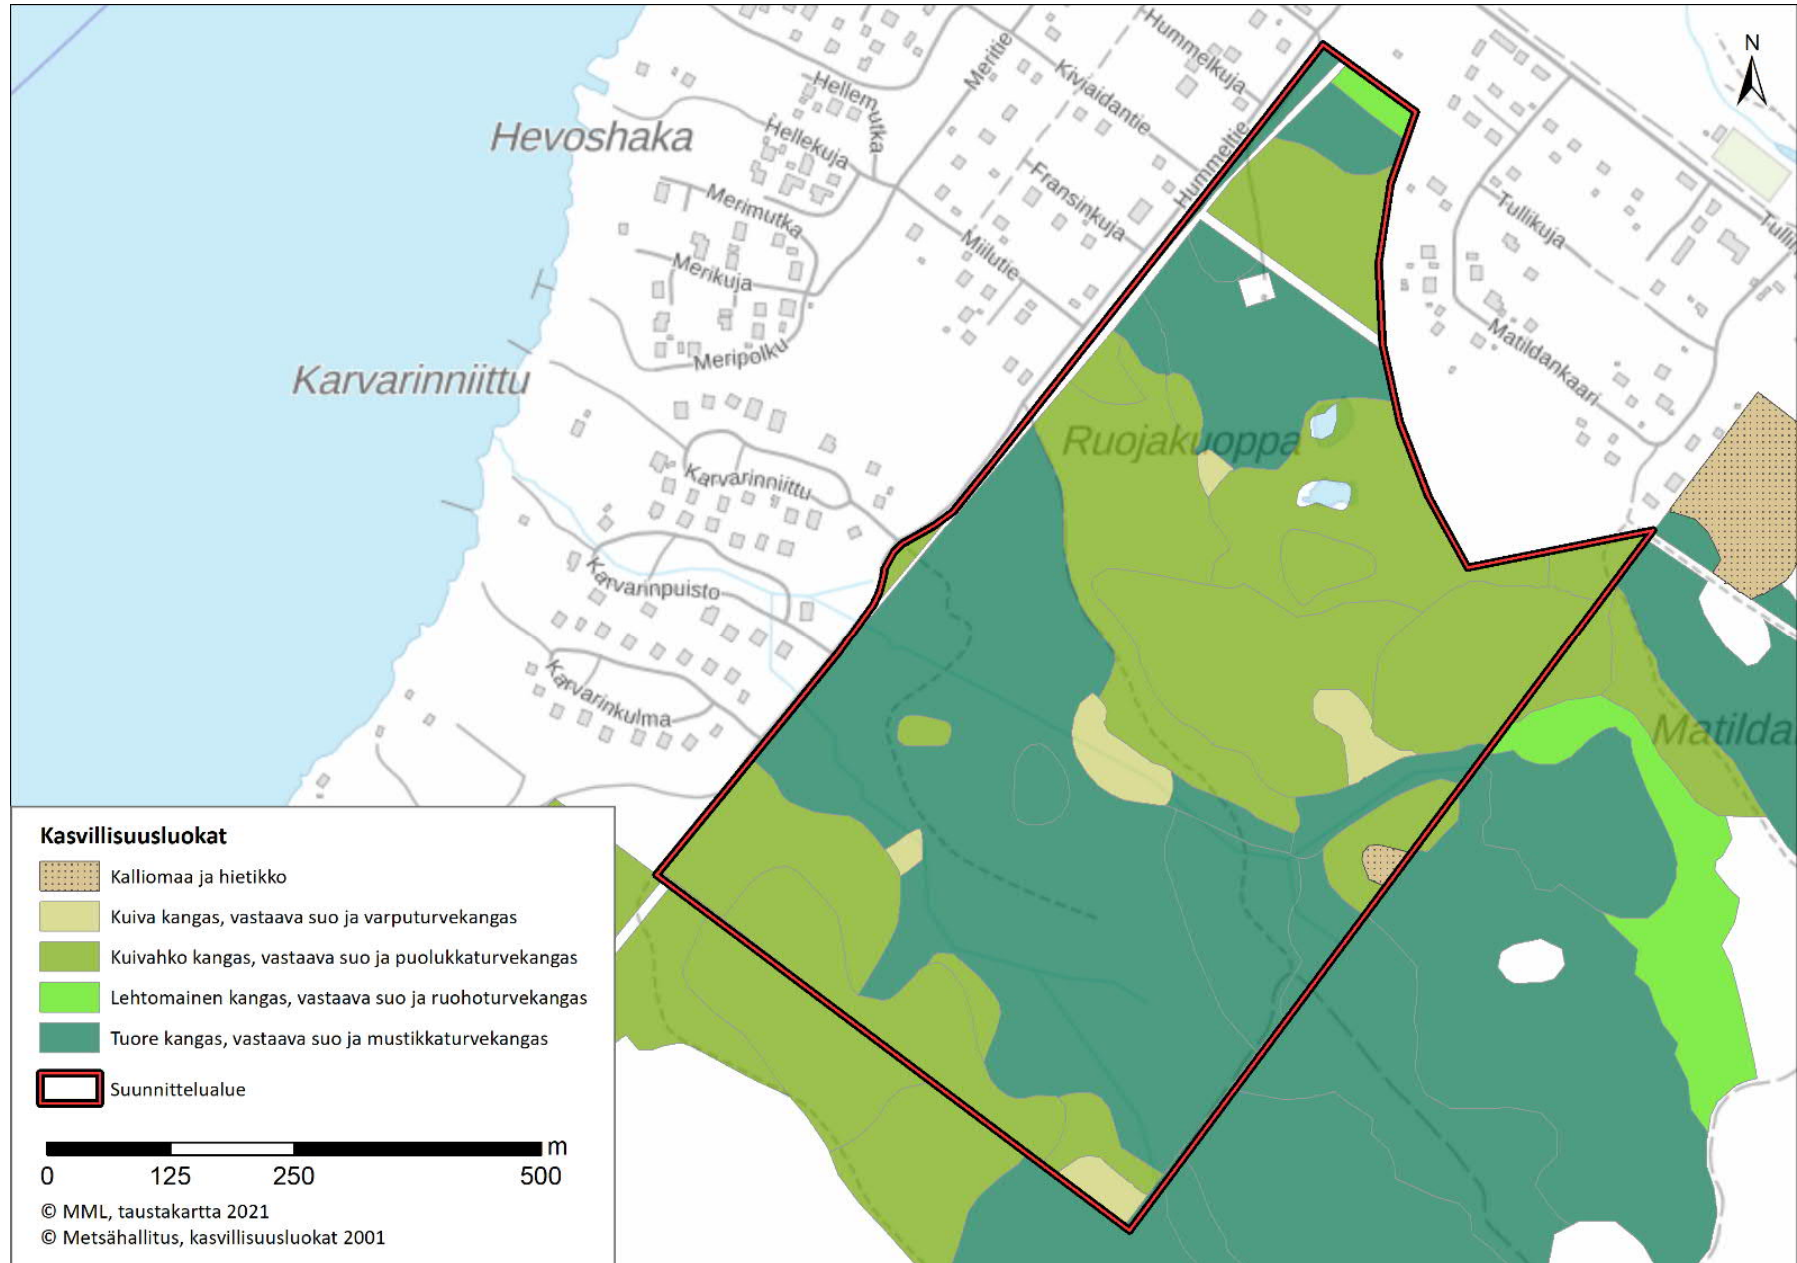 N
Hummelkuja
Meritie
Kiviaidantie
Hellemutka
Hevoshaka
Hellekuja
Hummeltie
Fransinkuja
Merimutka
Miilutie
Tullikuja
Merikuja
Matildankaari
Meripolku
Karvarinniittu
Ruojakuoppa
Karvarinniittu
Karvarinpuisto
Karvarinkulma
Kasvillisuusluokat
Kalliomaa ja hietikko
Kuiva kangas, vastaava suo ja varputurvekangas
Kuivahko kangas, vastaava suo ja puolukkaturvekangas
Lehtomainen kangas, vastaava suo ja ruohoturvekangas
Tuore kangas, vastaava suo ja mustikkaturvekangas
Suunnittelualue
m
0 125 250 500
© MML, taustakartta 2021
© Metsähallitus, kasvillisuusluokat 2001